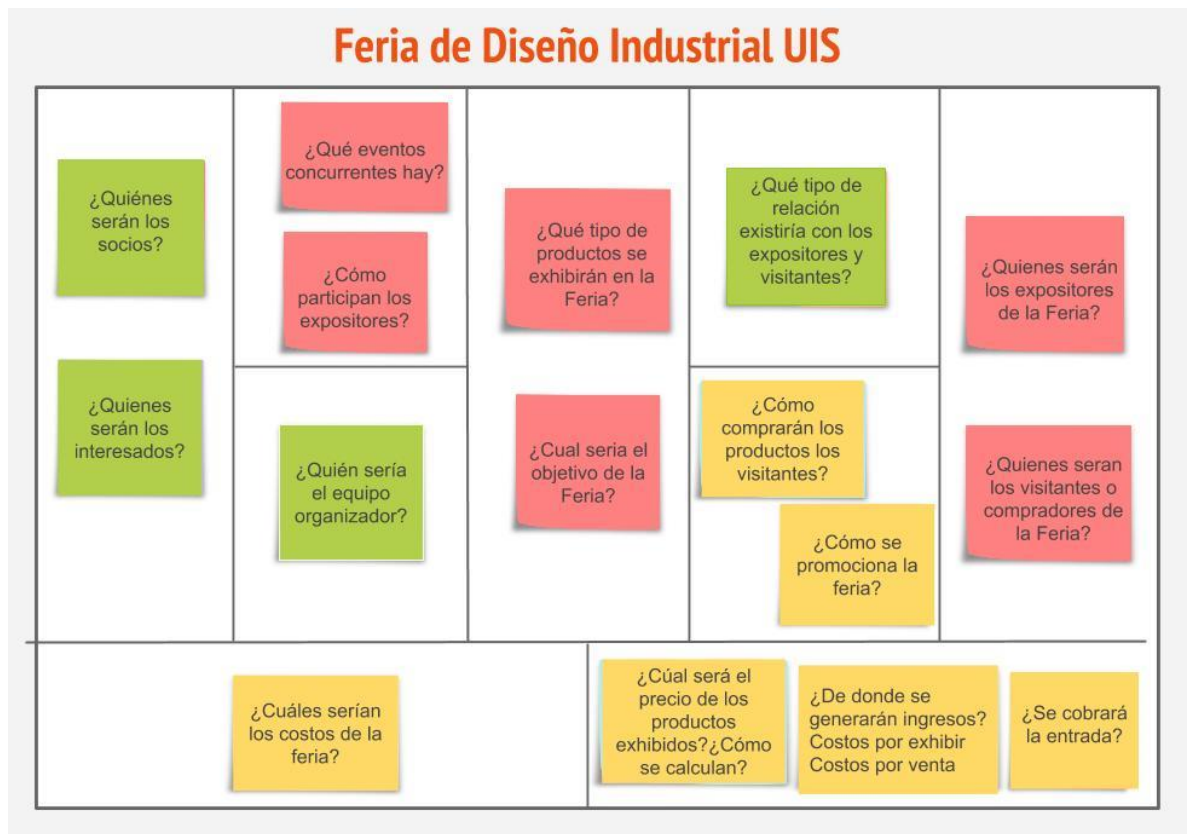 Feria de Diseño Industrial UIS
¿Quiénes
serán los
socios?
¿Quienes
serán los
interesados?
¿Qué eventos
concurrentes hay?
¿Cómo
participan los
expositores?
¿Quién sería
el equipo
organizador?
¿Qué tipo de
productos se
exhibirán en la
Feria?
¿Cual seria el
objetivo de la
Feria?
¿Qué tipo de
relación
existiría con los
expositores y
visitantes?
¿Cómo
comprarán los
productos los
visitantes?
¿Cómo se
promociona la
feria?
¿Quienes serán
los expositores
de la Feria?
¿Quienes seran
los visitantes o
compradores de
la Feria?
¿Cuáles serían
los costos de la
feria?
¿Cúal será el
precio de los
productos
exhibidos?¿Cómo
se calculan?
¿De donde se
generarán ingresos?
Costos por exhibir
Costos por venta
¿Se cobrará
la entrada?